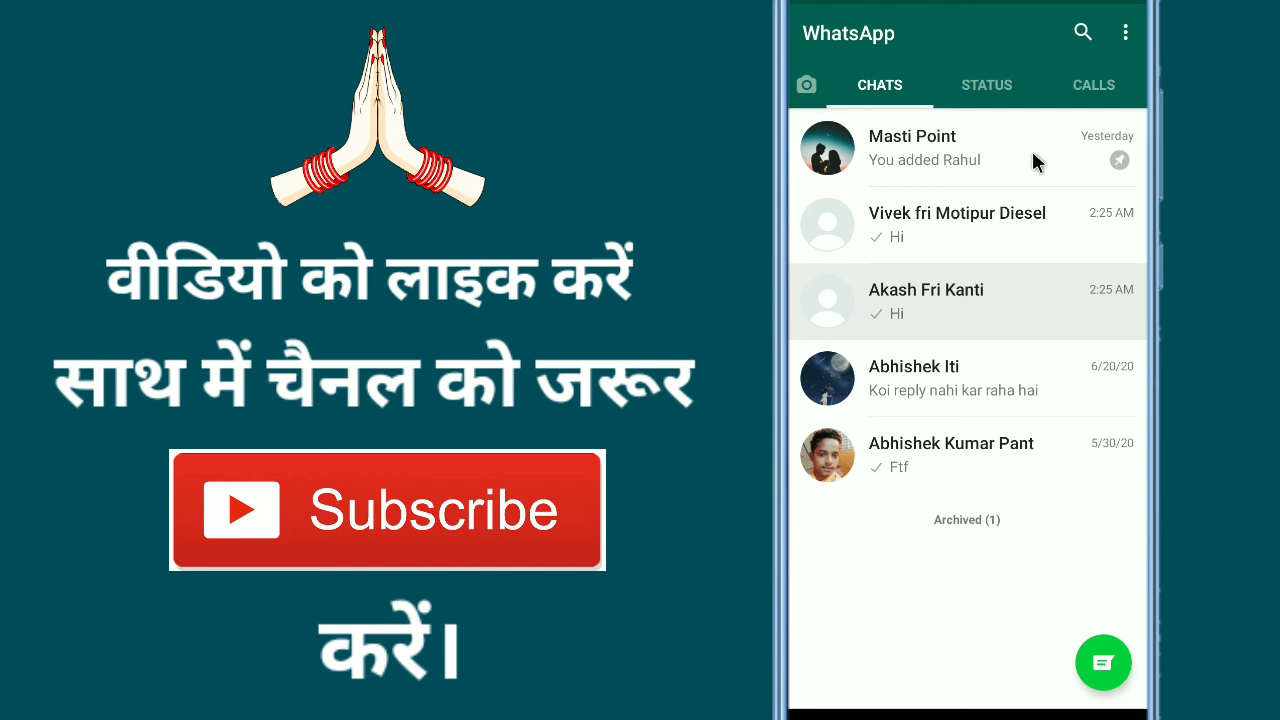 वीडियो को लाइक करें
साथ में चैनल को जरूर
Subscribe
करें।
WhatsApp
CHATS
STATUS
CALLS
Masti Point
Yesterday
You added Rahul
Vivek fri Motipur Diesel
2:25 AM
Hi
Akash Fri Kanti
2:25 AM
Hi
Abhishek Iti
6/20/20
Koi reply nahi kar raha hai
Abhishek Kumar Pant
5/30/20
Ftf
Archived (1)